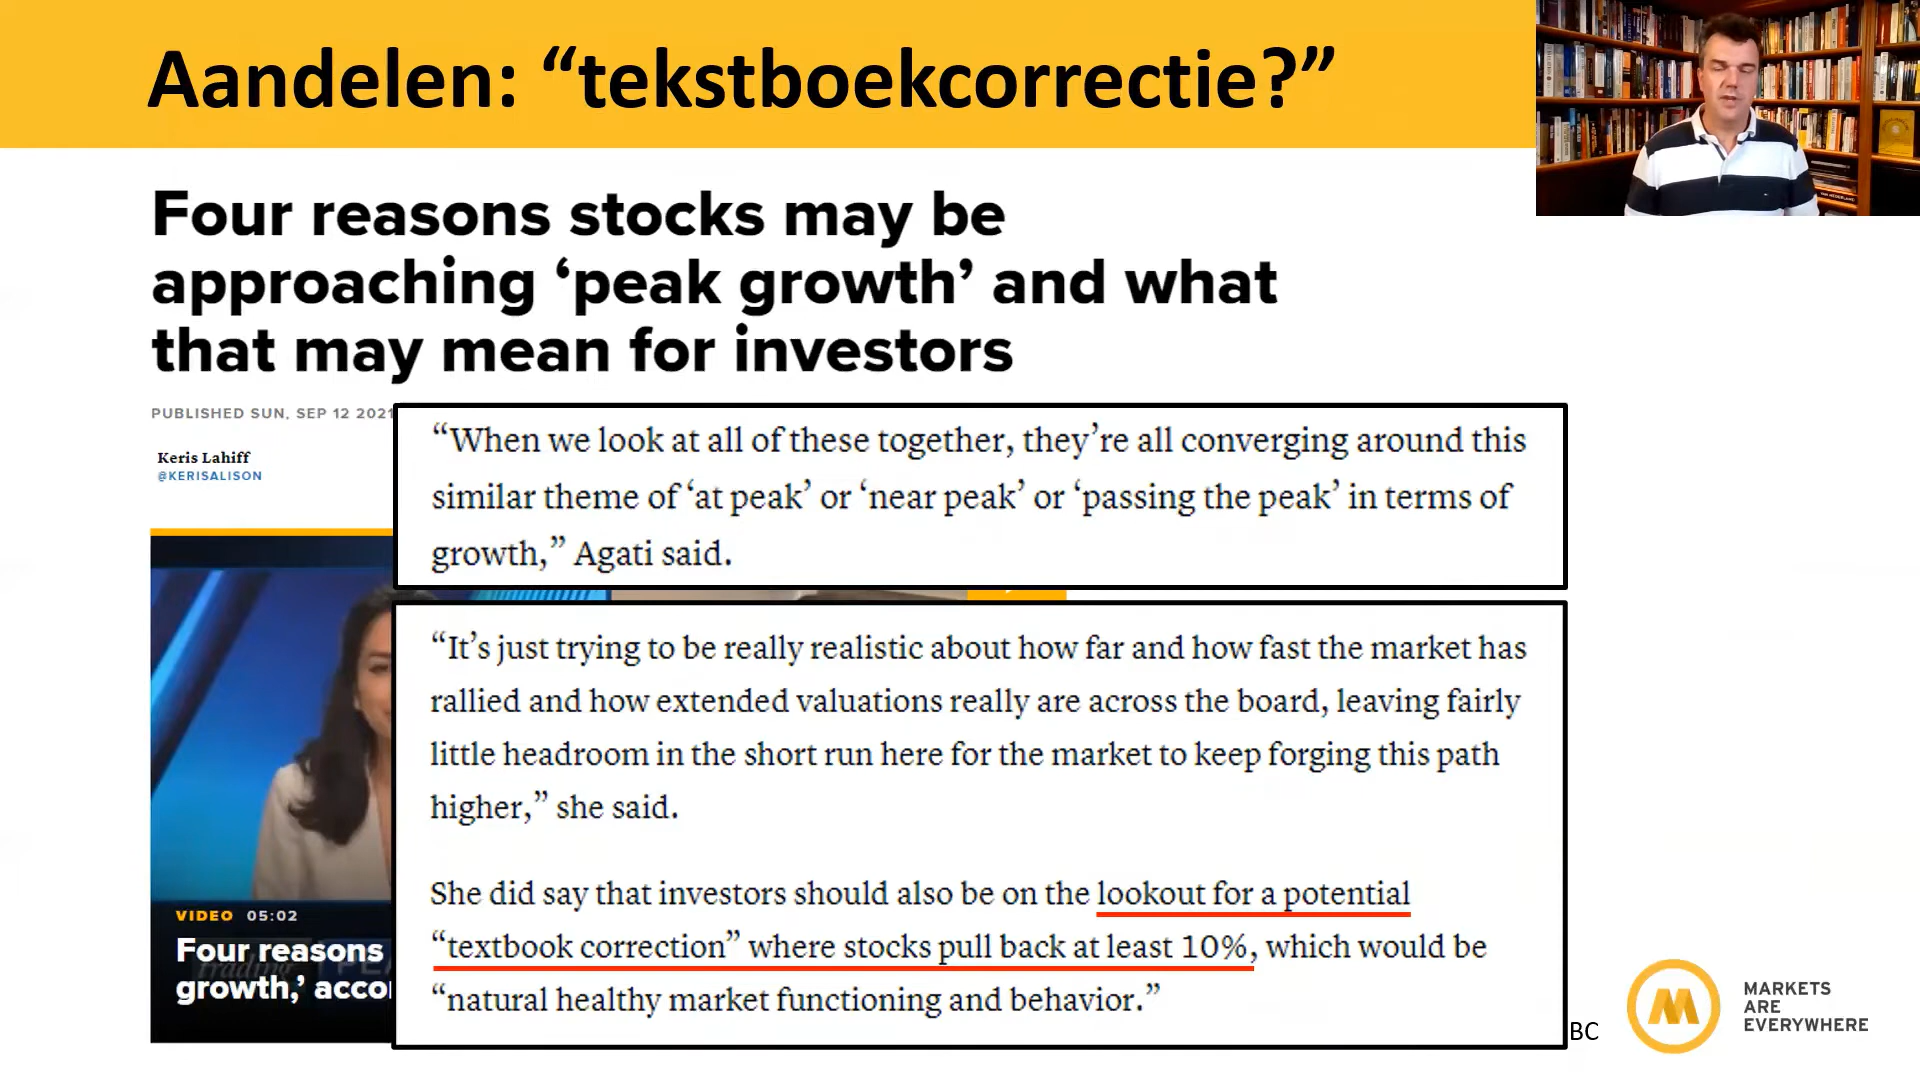 Aandelen: “tekstboekcorrectie?”
Four reasons stocks may be
approaching ‘peak growth’ and what
that may mean for investors
PUBLISHED SUN, SEP 12 2021
Keris Lahiff
@KERISALISON
“When we look at all of these together, they’re all converging around this
similar theme of ‘at peak’ or ‘near peak’ or ‘passing the peak’ in terms of
growth,” Agati said.
“It’s just trying to be really realistic about how far and how fast the market has
rallied and how extended valuations really are across the board, leaving fairly
little headroom in the short run here for the market to keep forging this path
higher,” she said.
She did say that investors should also be on the lookout for a potential
“textbook correction” where stocks pull back at least 10%, which would be
“natural healthy market functioning and behavior.”
VIDEO 05:02
Four reasons
trading
growth,’ acco
BC
MARKETS
ARE
EVERYWHERE